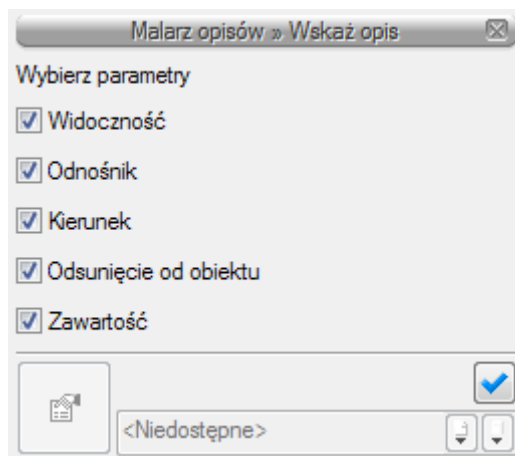 Malarz opisów » Wskaż opis
Wybierz parametry
Widoczność
Odnośnik
Kierunek
Odsunięcie od obiektu
Zawartość
<Niedostępne>